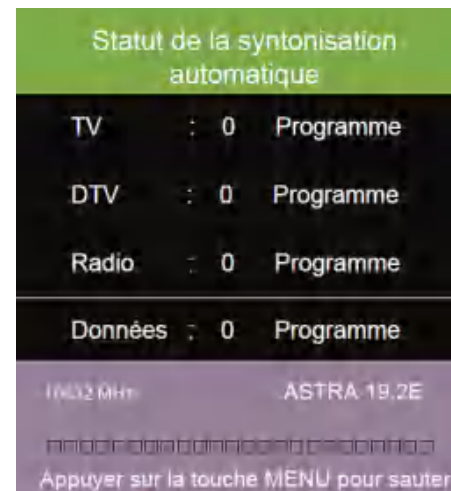 Statut de la syntonisation
automatique
TV : 0 Programme
DTV : 0 Programme
Radio : 0 Programme
Données : 0 Programme
MHz ASTRA 19.2E
Appuyer sur la touche MENU pour sauter